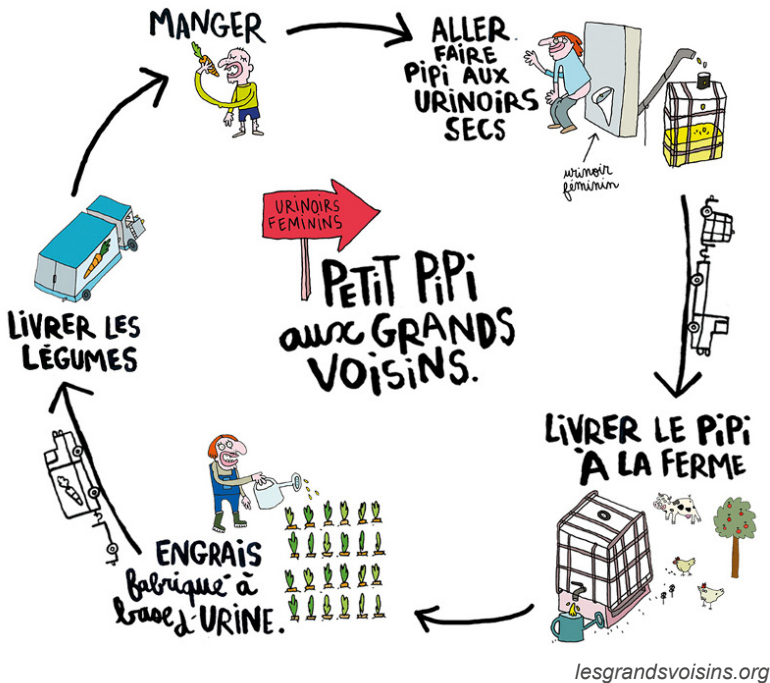 MANGER
ALLER
FAIRE
PIPI AUX
URINOIRS
SECS
urinoir
féminin
URINOIRS
FEMININS
PETIT PIPI
aux GRANDS
VOISINS.
LIVRER LES
LÉGUMES
LIVRER LE PIPI
À LA FERME
ENGRAIS
fabriqué à
base d'URINE.
lesgrandsvoisins.org